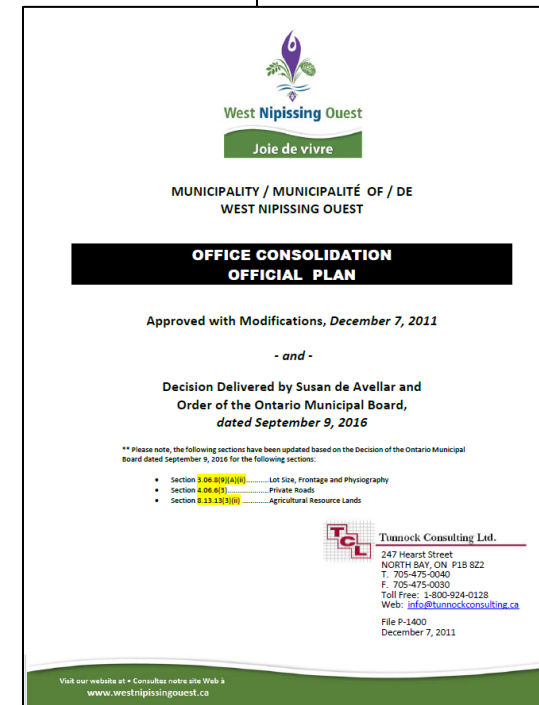 West Nipissing Ouest
Joie de vivre
MUNICIPALITY / MUNICIPALITÉ OF / DE
WEST NIPISSING OUEST
OFFICE CONSOLIDATION
OFFICIAL PLAN
Approved with Modifications, December 7, 2011
- and -
Decision Delivered by Susan de Avellar and
Order of the Ontario Municipal Board,
dated September 9, 2016
** Please note, the following sections have been updated based on the Decision of the Ontario Municipal
Board dated September 9, 2016 for the following sections:
• Section 3.06.8(9)(A)(ii)..........Lot Size, Frontage and Physiography
• Section 4.06.6(3)..................Private Roads
• Section 8.13.13(3)(ii) ............Agricultural Resource Lands
TCL
Tunnock Consulting Ltd.
247 Hearst Street
NORTH BAY, ON P1B 8Z2
T. 705-475-0040
F. 705-475-0030
Toll Free: 1-800-924-0128
Web: info@tunnockconsulting.ca
File P-1400
December 7, 2011
Visit our website at • Consultez notre site Web à
www.westnipissingouest.ca